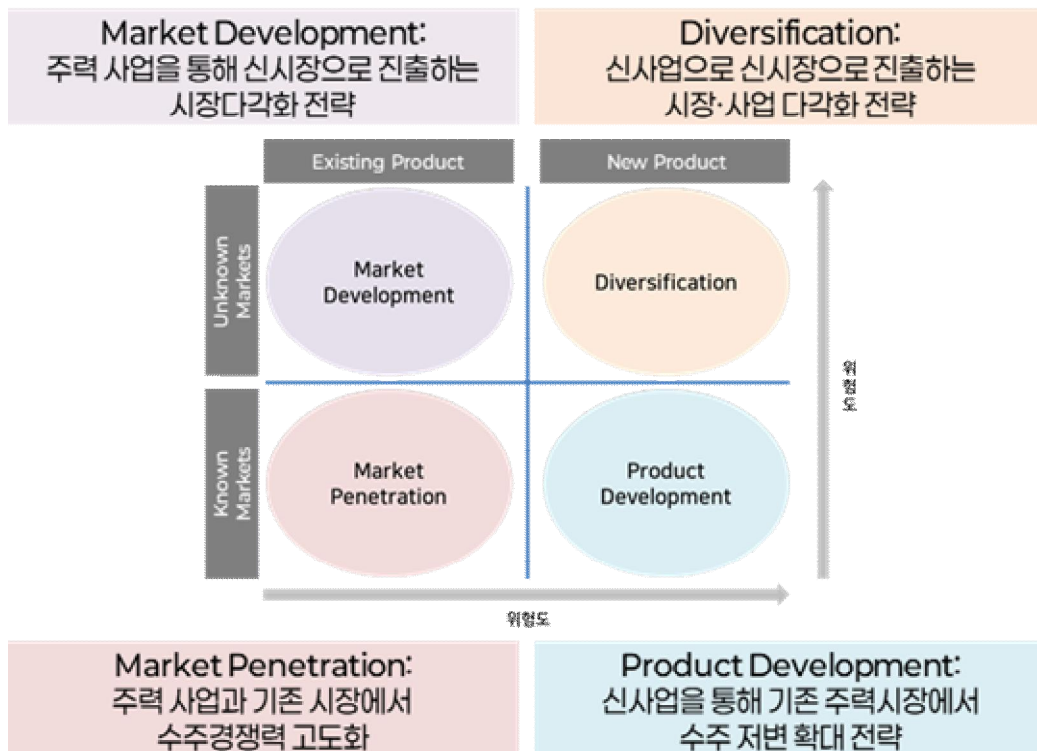 Market Development:
주력 사업을 통해 신시장으로 진출하는
시장다각화 전략
Diversification:
신사업으로 신시장으로 진출하는
시장·사업 다각화 전략
Existing Product
New Product
Unknown
Markets
Market
Development
Diversification
위험도
Known
Markets
Market
Penetration
Product
Development
위험도
Market Penetration:
주력 사업과 기존 시장에서
수주경쟁력 고도화
Product Development:
신사업을 통해 기존 주력시장에서
수주 저변 확대 전략